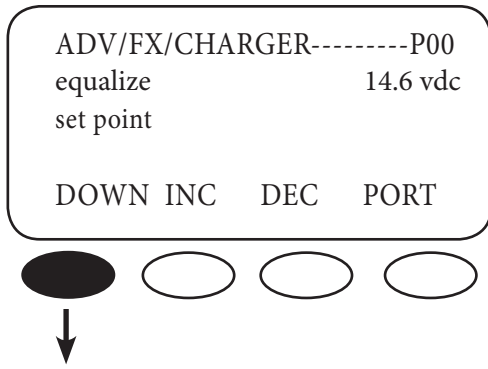 ADV/FX/CHARGER---------P00
equalize 14.6 vdc
set point
DOWN INC DEC PORT